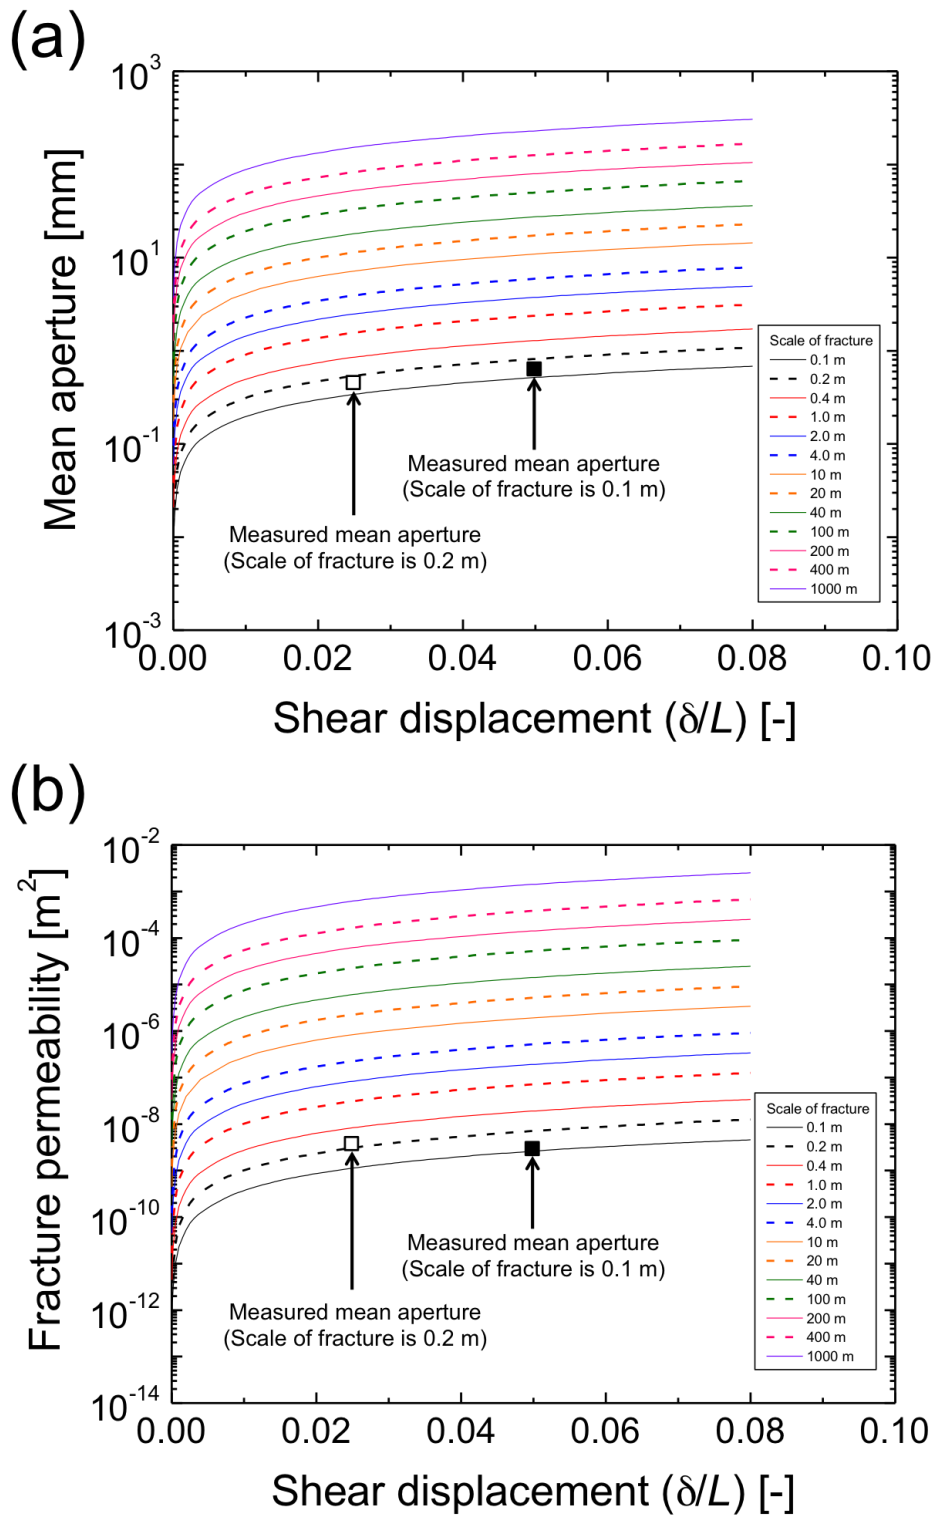 (a)
10³
10¹
10⁻¹
10⁻³
Mean aperture [mm]
Measured mean aperture
(Scale of fracture is 0.1 m)
Measured mean aperture
(Scale of fracture is 0.2 m)
Scale of fracture
0.1 m
0.2 m
0.4 m
1.0 m
2.0 m
4.0 m
10 m
20 m
40 m
100 m
200 m
400 m
1000 m
0.00 0.02 0.04 0.06 0.08 0.10
Shear displacement (δ/L) [-]
(b)
10⁻²
10⁻⁴
10⁻⁶
10⁻⁸
10⁻¹⁰
10⁻¹²
10⁻¹⁴
Fracture permeability [m²]
Measured mean aperture
(Scale of fracture is 0.1 m)
Measured mean aperture
(Scale of fracture is 0.2 m)
Scale of fracture
0.1 m
0.2 m
0.4 m
1.0 m
2.0 m
4.0 m
10 m
20 m
40 m
100 m
200 m
400 m
1000 m
0.00 0.02 0.04 0.06 0.08 0.10
Shear displacement (δ/L) [-]